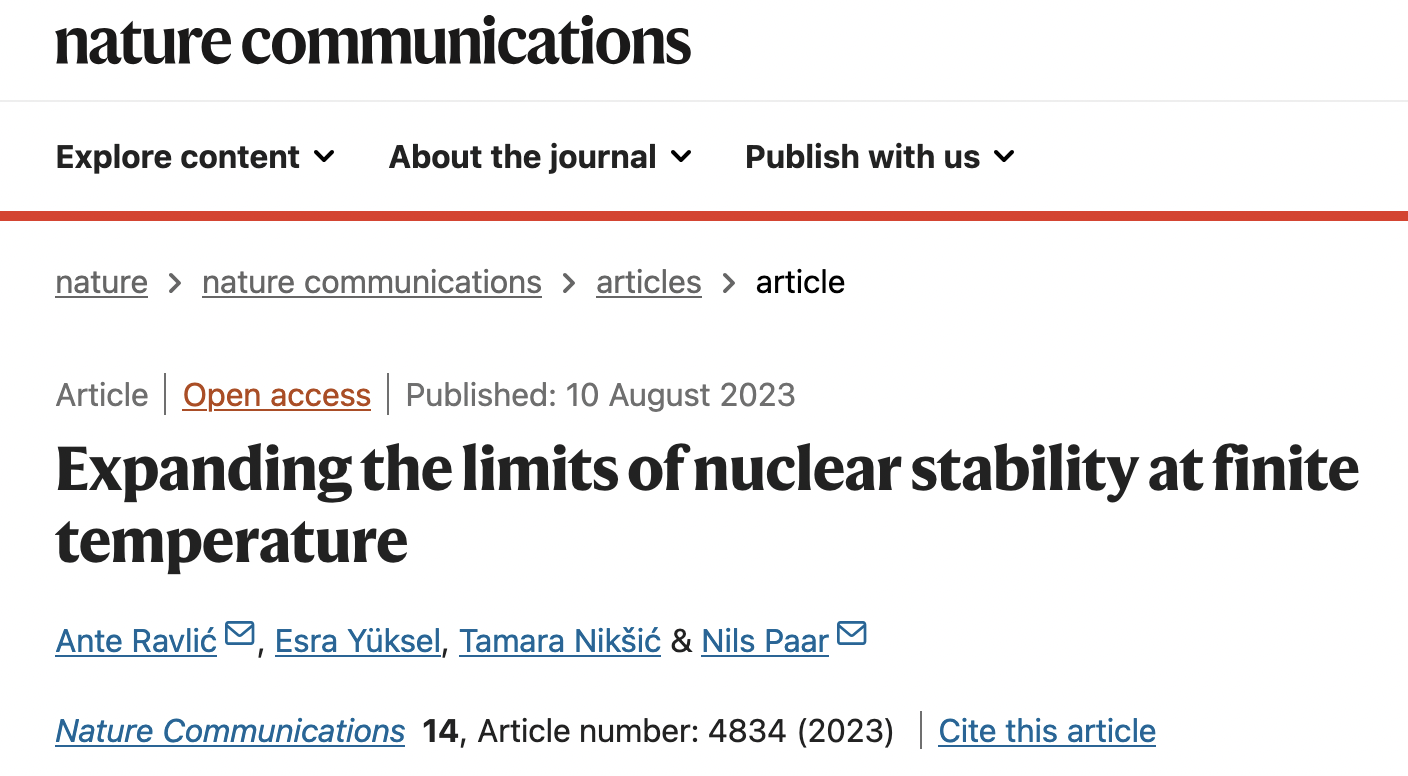 nature communications
Explore content About the journal Publish with us
nature > nature communications > articles > article
Article | Open access | Published: 10 August 2023
Expanding the limits of nuclear stability at finite
temperature
Ante Ravlić, Esra Yüksel, Tamara Nikšić & Nils Paar
Nature Communications 14, Article number: 4834 (2023) | Cite this article